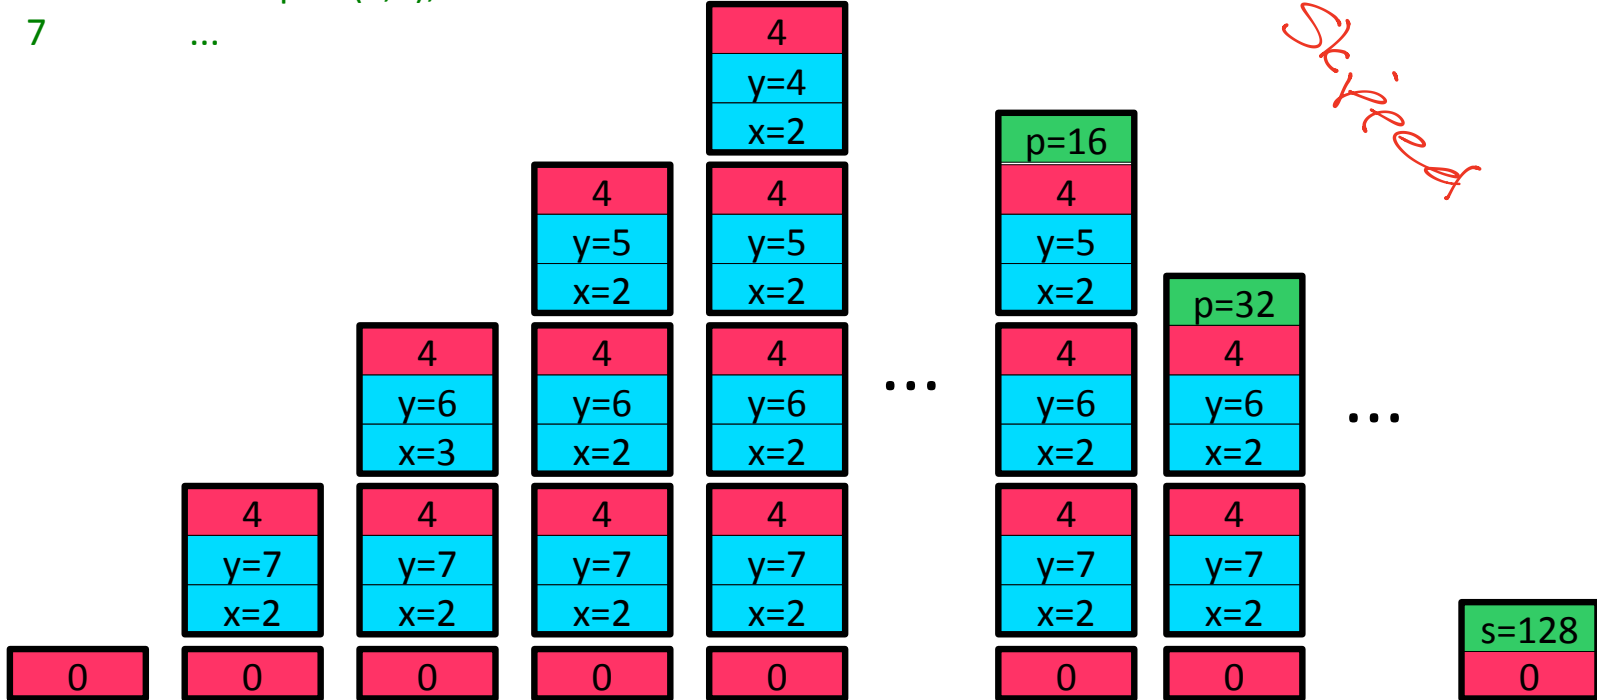 7 ...
4
y=4
x=2
Skipped
p=16
4 4 4
y=5 y=5 y=5
x=2 x=2 x=2
p=32
4 4 4 4 4
y=6 y=6 y=6 ... y=6 y=6 ...
x=3 x=2 x=2 x=2 x=2
4 4 4 4 4 4
y=7 y=7 y=7 y=7 y=7 y=7
x=2 x=2 x=2 x=2 x=2 x=2
s=128
0 0 0 0 0 0 0 0